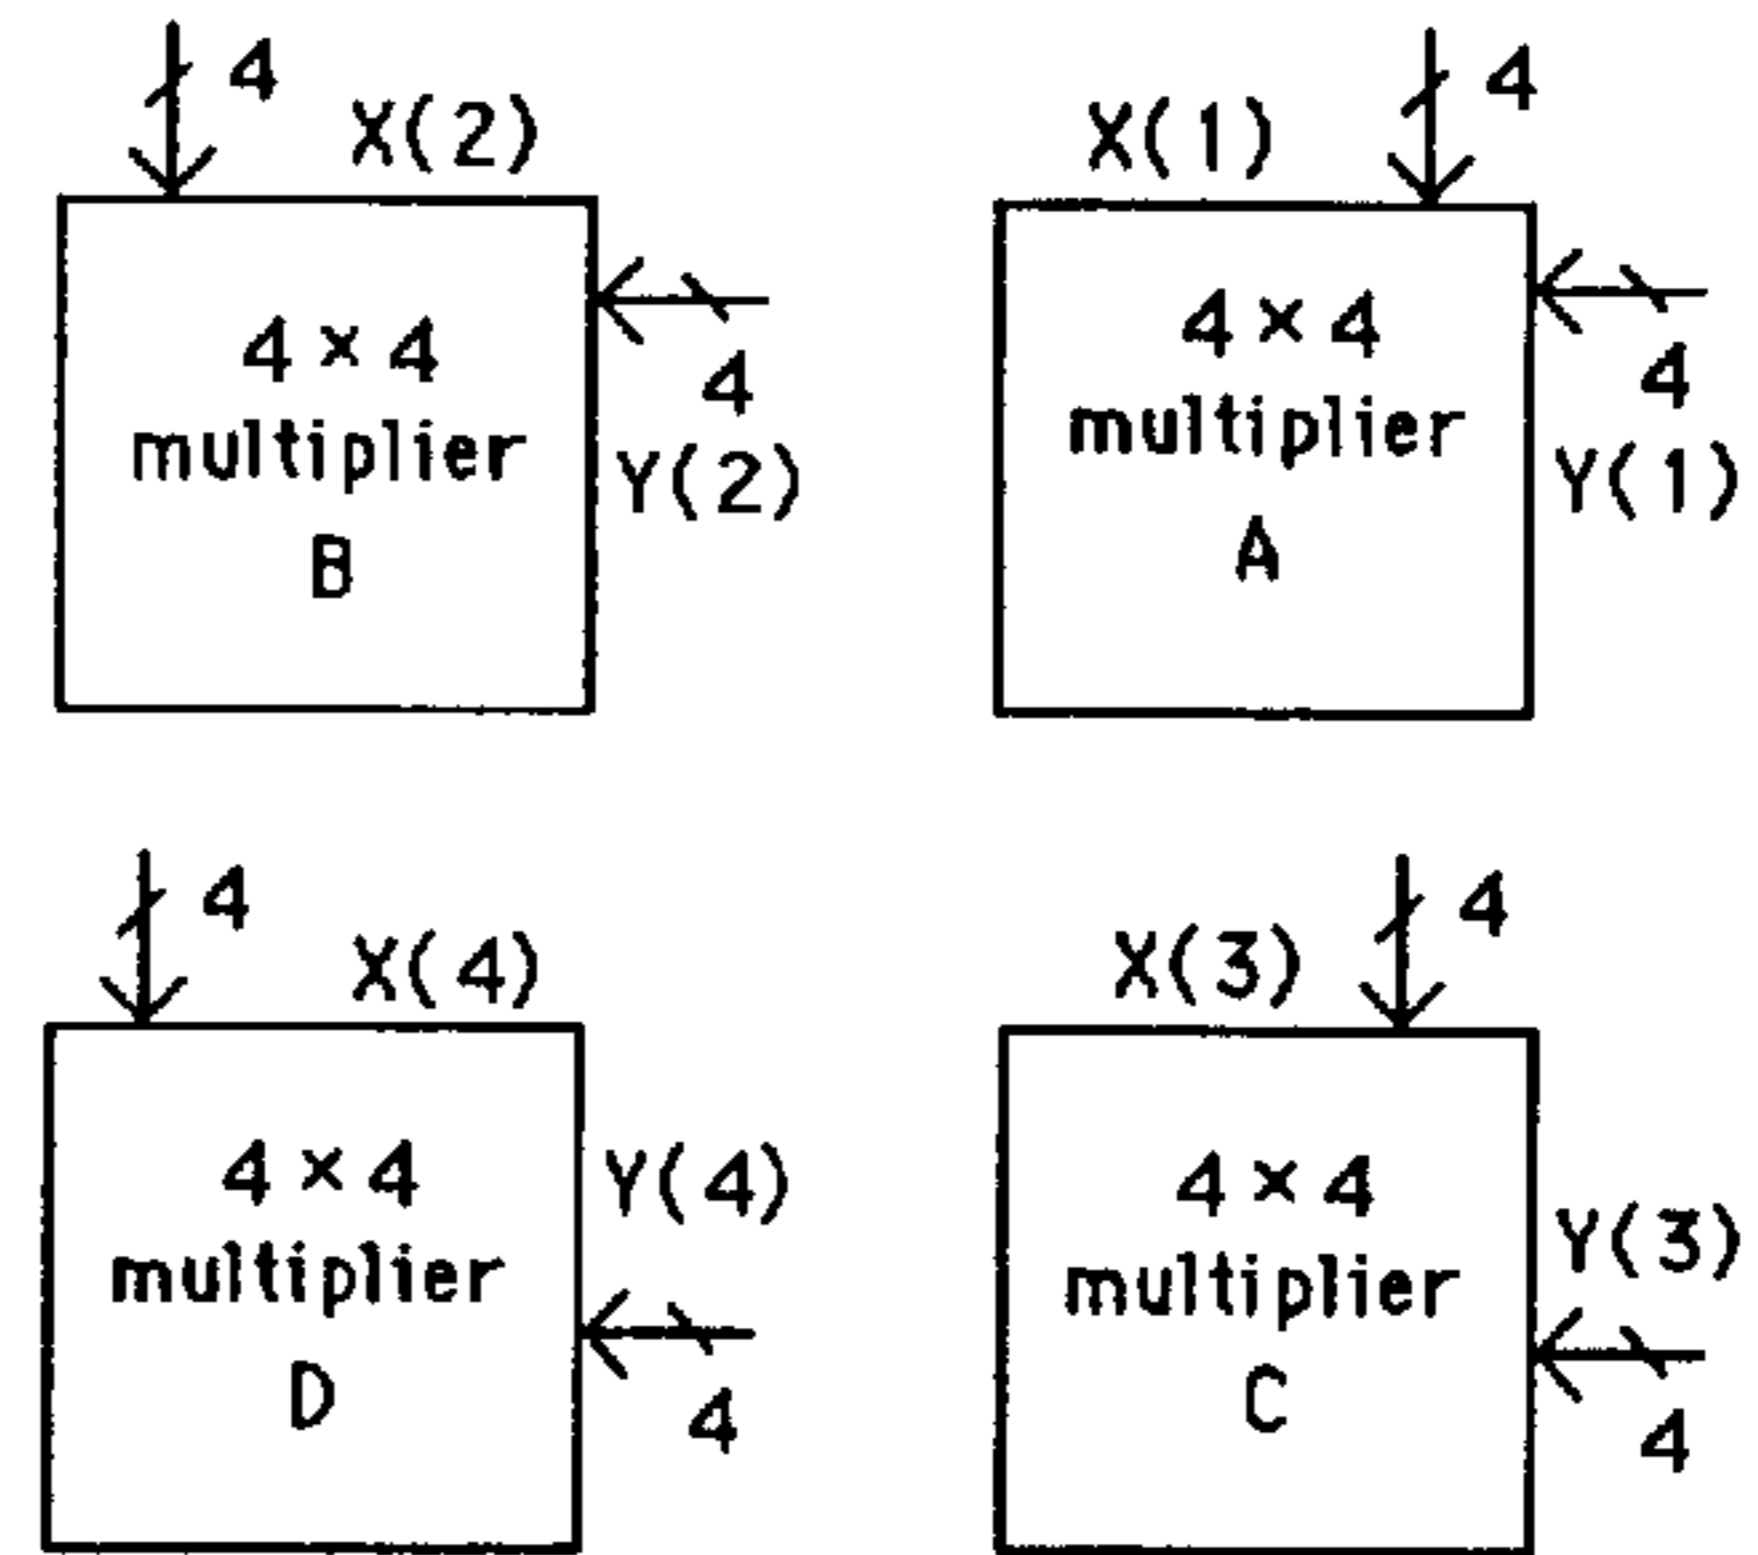 4
X(2)
4 × 4
multiplier
B
4
Y(2)
X(1)
4
4 × 4
multiplier
A
4
Y(1)
4
X(4)
4 × 4
multiplier
D
Y(4)
4
X(3)
4
4 × 4
multiplier
C
Y(3)
4